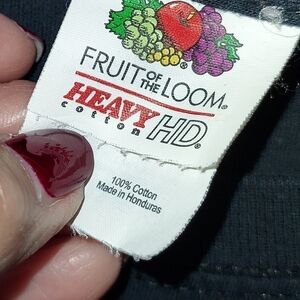 FRUIT OF THE LOOM®
HEAVY
cotton HD®
100% Cotton
Made in Honduras